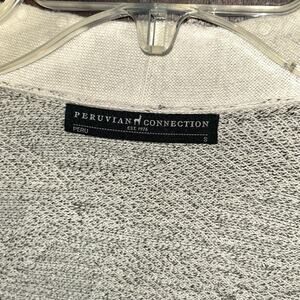 PERUVIAN CONNECTION
EST. 1976
PERU S